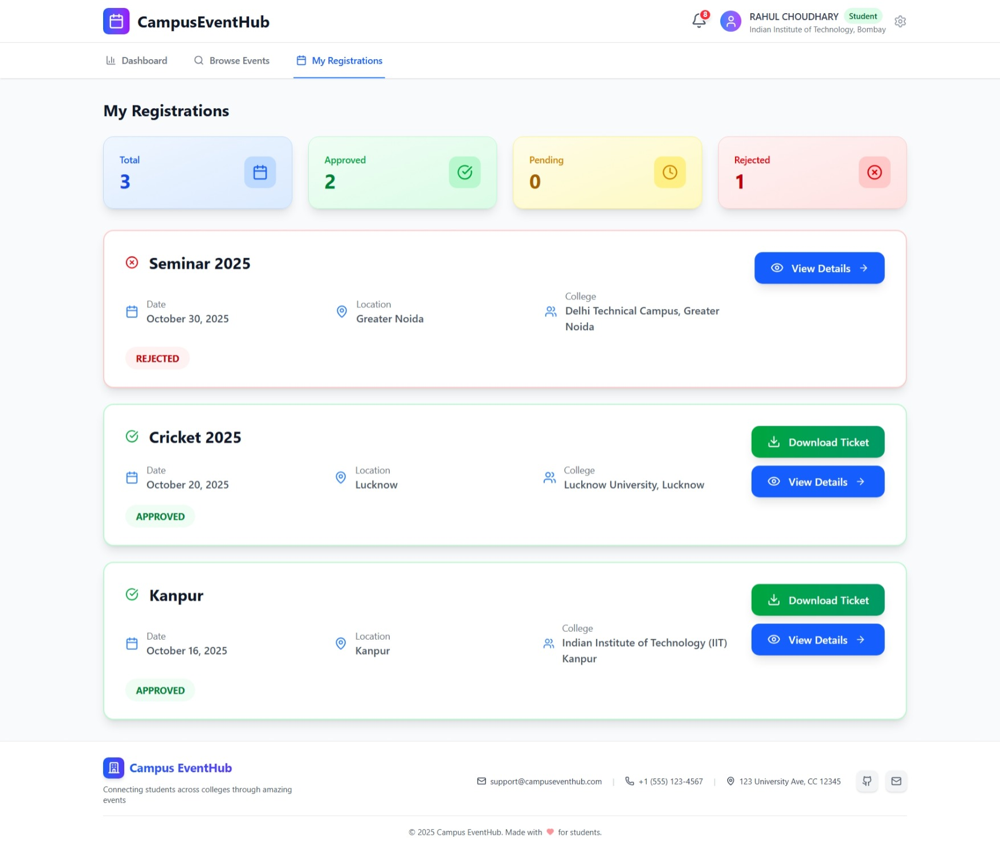 CampusEventHub
8
RAHUL CHOUDHARY Student
Indian Institute of Technology, Bombay
Dashboard
Browse Events
My Registrations
My Registrations
Total
3
Approved
2
Pending
0
Rejected
1
Seminar 2025
View Details
Date
October 30, 2025
Location
Greater Noida
College
Delhi Technical Campus, Greater
Noida
REJECTED
Cricket 2025
Download Ticket
View Details
Date
October 20, 2025
Location
Lucknow
College
Lucknow University, Lucknow
APPROVED
Kanpur
Download Ticket
View Details
Date
October 16, 2025
Location
Kanpur
College
Indian Institute of Technology (IIT)
Kanpur
APPROVED
Campus EventHub
Connecting students across colleges through amazing
events
support@campuseventhub.com | +1 (555) 123-4567 | 123 University Ave, CC 12345
© 2025 Campus EventHub. Made with ❤ for students.